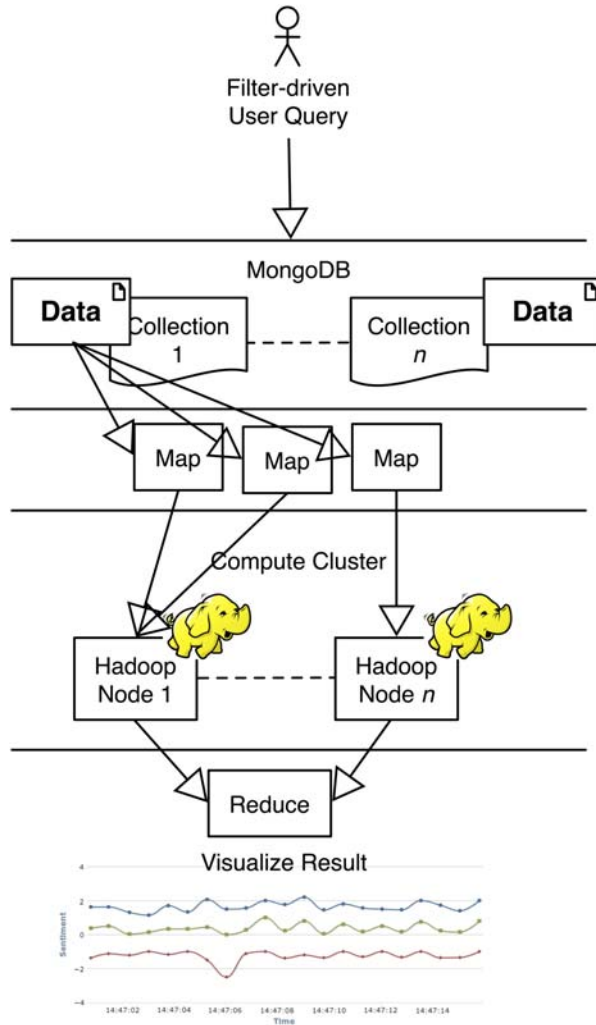 Filter-driven
User Query
MongoDB
Data
Collection
1
Collection
n
Data
Map
Map
Map
Compute Cluster
Hadoop
Node 1
Hadoop
Node n
Reduce
Visualize Result
4
2
0
−2
−4
Sentiment
14:47:02
14:47:04
14:47:06
14:47:08
14:47:10
14:47:12
14:47:14
Time